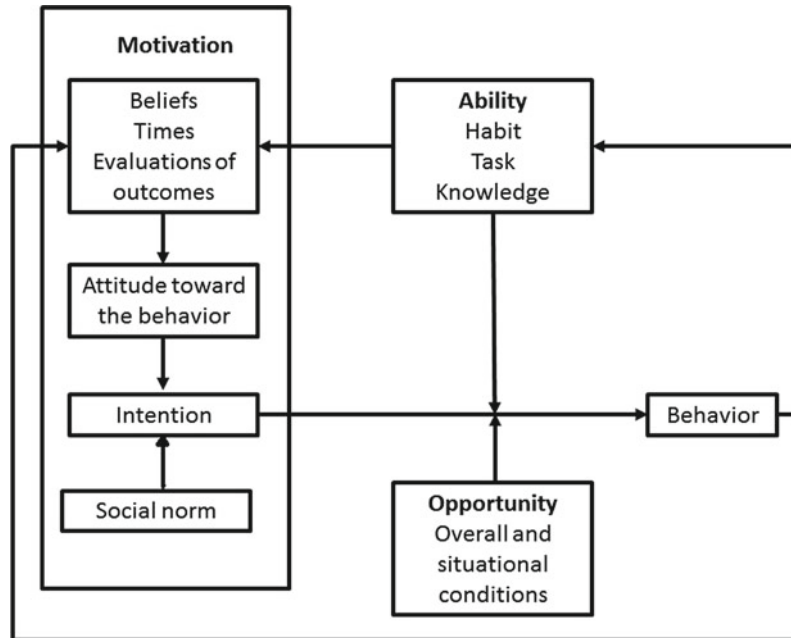 Motivation
Beliefs
Times
Evaluations of
outcomes
Attitude toward
the behavior
Intention
Social norm
Ability
Habit
Task
Knowledge
Behavior
Opportunity
Overall and
situational
conditions